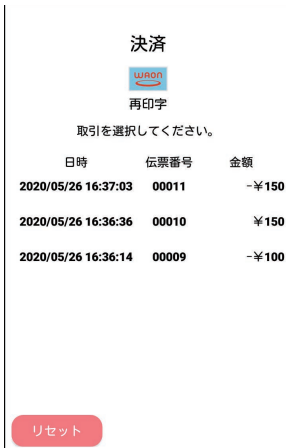 決済
WAON
再印字
取引を選択してください。
日時 伝票番号 金額
2020/05/26 16:37:03 00011 -¥150
2020/05/26 16:36:36 00010 ¥150
2020/05/26 16:36:14 00009 -¥100
リセット